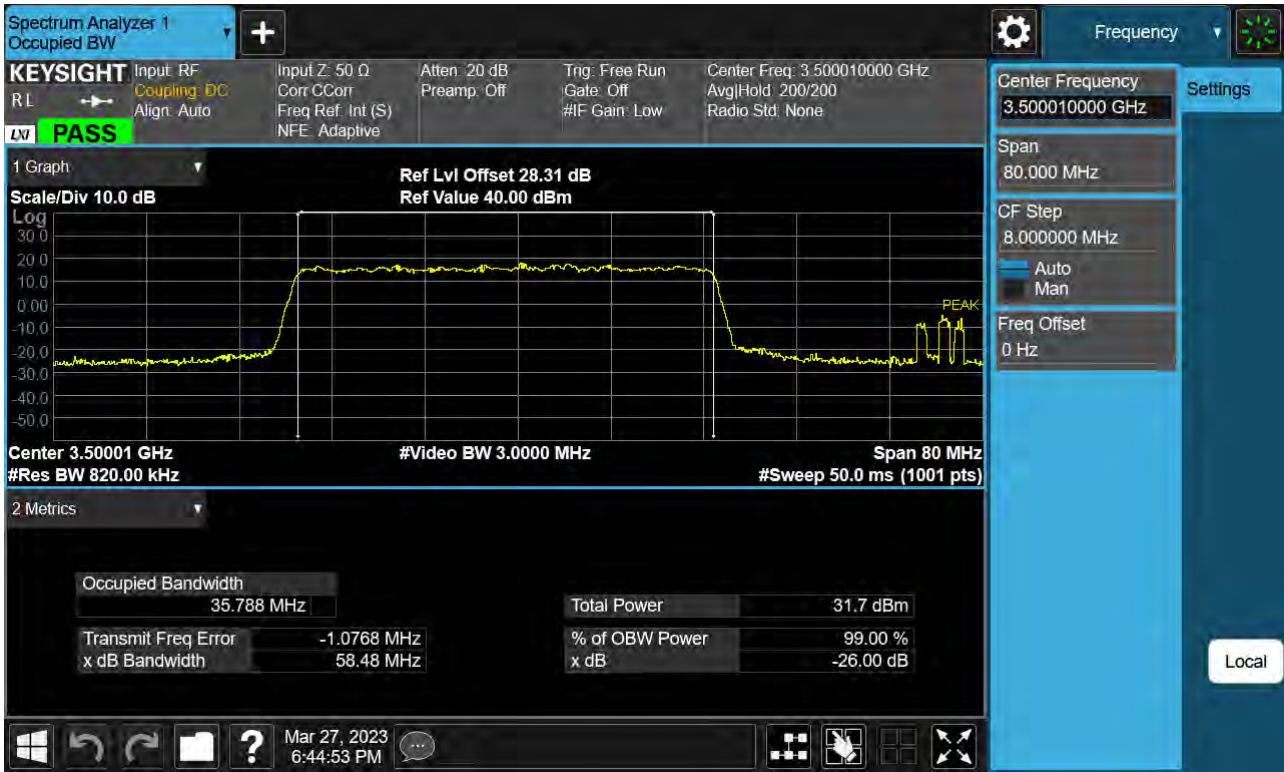 Spectrum Analyzer 1
Occupied BW
Frequency
KEYSIGHT
RL
LXI PASS
Input: RF
Coupling: DC
Align: Auto
Input Z: 50 Ω
Corr CCorr
Freq Ref: Int (S)
NFE: Adaptive
Atten: 20 dB
Preamp: Off
Trig: Free Run
Gate: Off
#IF Gain: Low
Center Freq: 3.500010000 GHz
Avg|Hold: 200/200
Radio Std: None
Center Frequency
3.500010000 GHz
Settings
Span
80.000 MHz
CF Step
8.000000 MHz
Auto
Man
Freq Offset
0 Hz
Local
1 Graph
Scale/Div 10.0 dB
Ref Lvl Offset 28.31 dB
Ref Value 40.00 dBm
Log
30.0
20.0
10.0
0.00
-10.0
-20.0
-30.0
-40.0
-50.0
PEAK
Center 3.50001 GHz
#Video BW 3.0000 MHz
Span 80 MHz
#Res BW 820.00 kHz
#Sweep 50.0 ms (1001 pts)
2 Metrics
Occupied Bandwidth
35.788 MHz
Total Power 31.7 dBm
Transmit Freq Error -1.0768 MHz
% of OBW Power 99.00 %
x dB Bandwidth 58.48 MHz
x dB -26.00 dB
?
Mar 27, 2023
6:44:53 PM